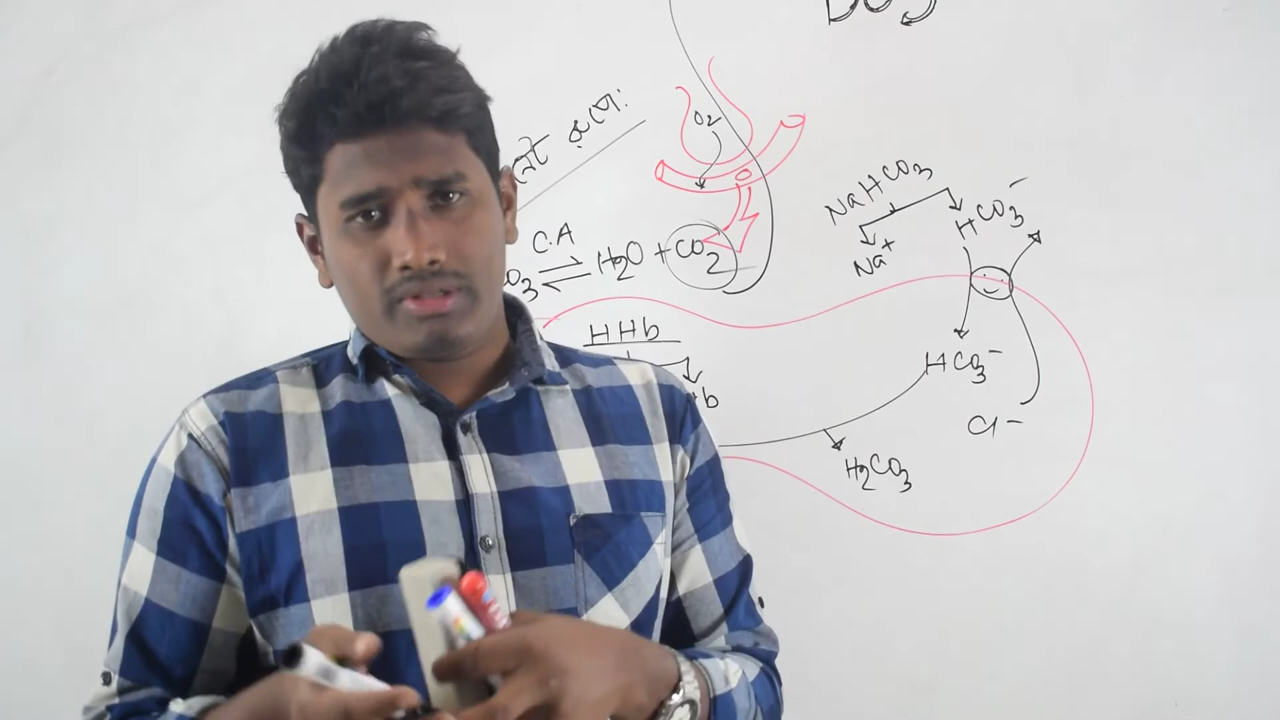 রূপে:
O2
C.A
H2O + CO2
NaHCO3
Na+
HCO3-
HHb
HCO3-
Cl-
H2CO3